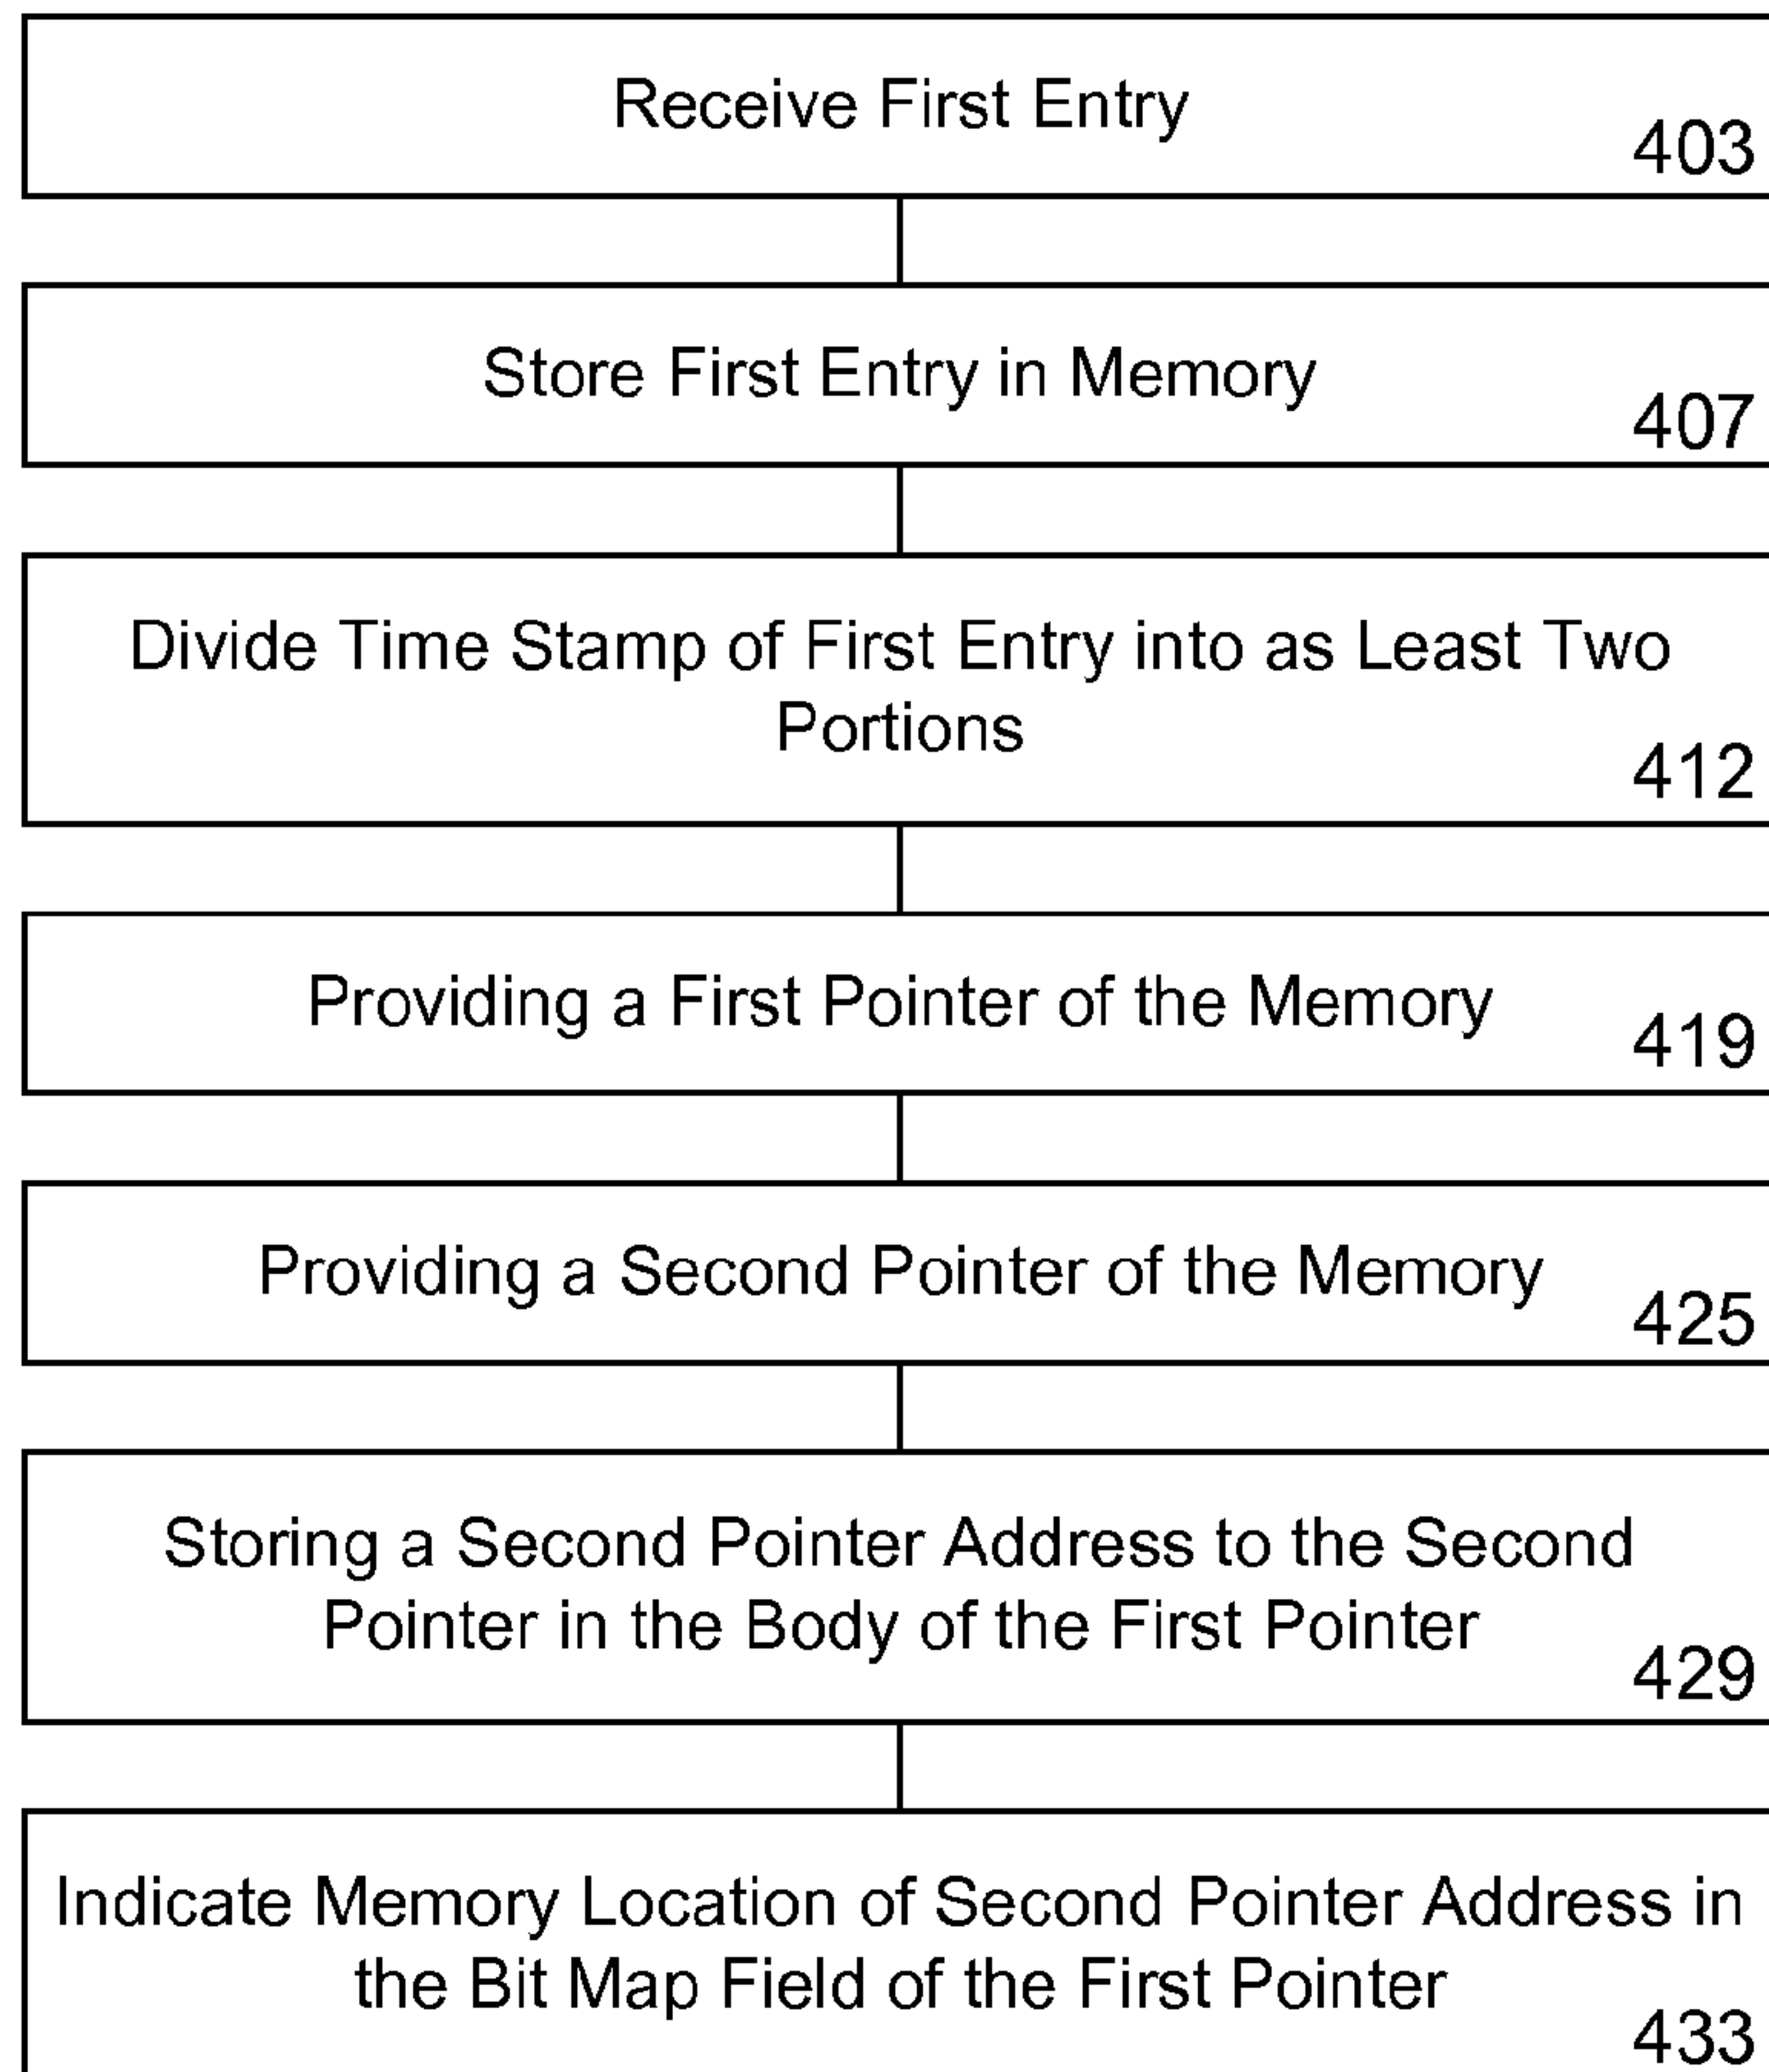 Receive First Entry
403
Store First Entry in Memory
407
Divide Time Stamp of First Entry into as Least Two
Portions
412
Providing a First Pointer of the Memory
419
Providing a Second Pointer of the Memory
425
Storing a Second Pointer Address to the Second
Pointer in the Body of the First Pointer
429
Indicate Memory Location of Second Pointer Address in
the Bit Map Field of the First Pointer
433